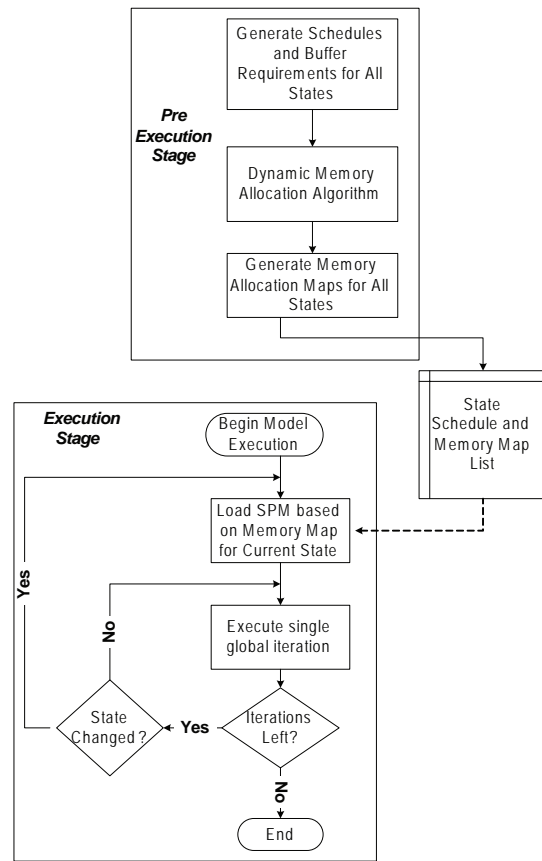 Generate Schedules
and Buffer
Requirements for All
States
Pre
Execution
Stage
Dynamic Memory
Allocation Algorithm
Generate Memory
Allocation Maps for All
States
State
Schedule and
Memory Map
List
Execution
Stage
Begin Model
Execution
Load SPM based
on Memory Map
for Current State
Yes
No
Execute single
global iteration
State
Changed?
Yes
Iterations
Left?
No
End